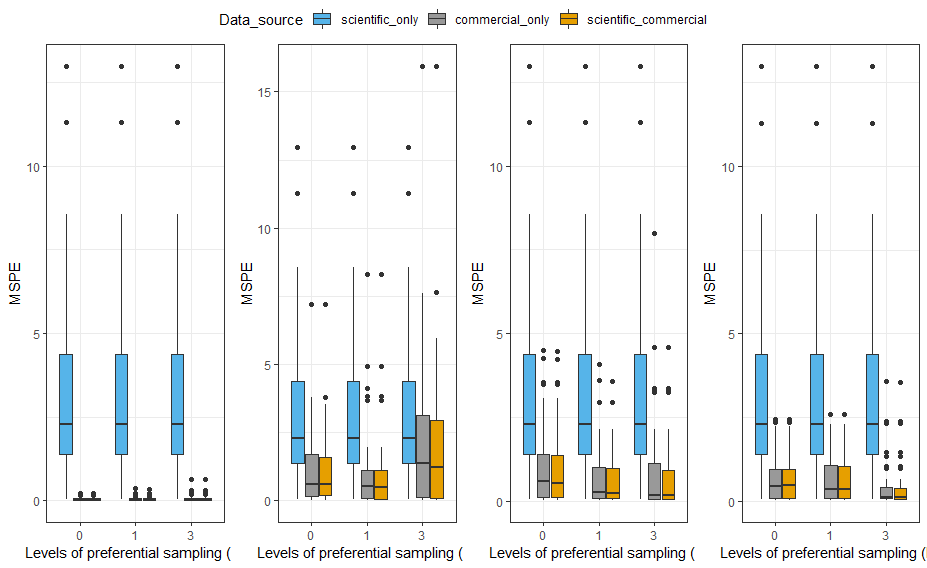 Data_source scientific_only commercial_only scientific_commercial
MSPE
10
5
0
0 1 3
Levels of preferential sampling (
MSPE
15
10
5
0
0 1 3
Levels of preferential sampling (
MSPE
10
5
0
0 1 3
Levels of preferential sampling (
MSPE
10
5
0
0 1 3
Levels of preferential sampling (